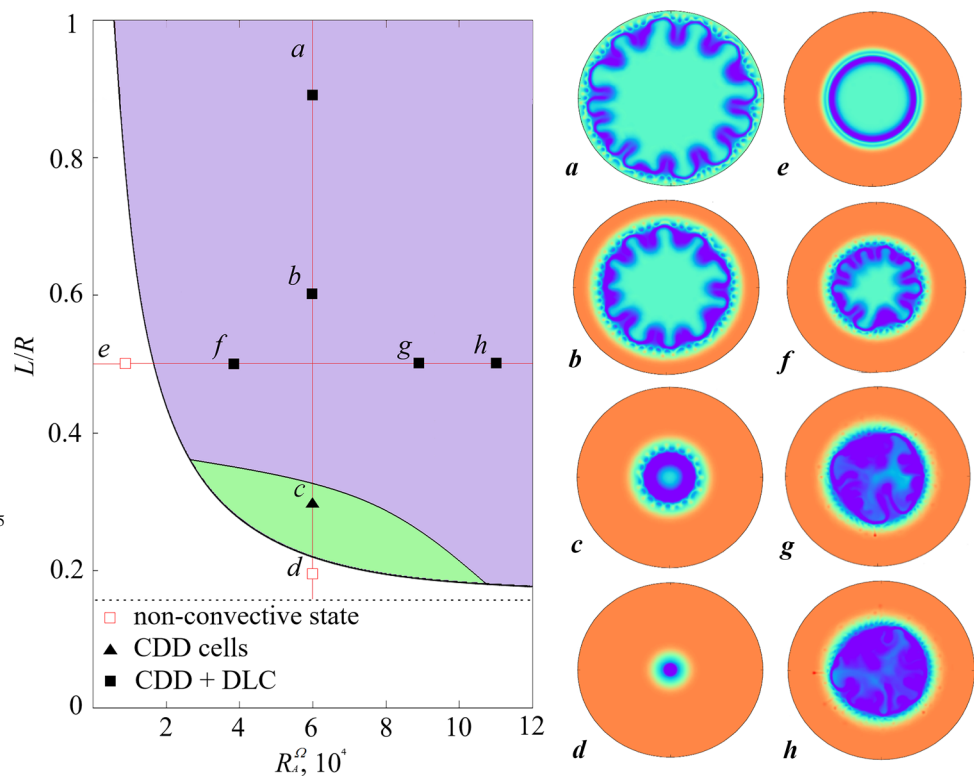 1
0.8
0.6
0.4
0.2
0
L/R
5
a
b
c
d
e
f
g
h
non-convective state
CDD cells
CDD + DLC
2
4
6
8
10
12
R_A^Ω, 10^4
a
e
b
f
c
g
d
h